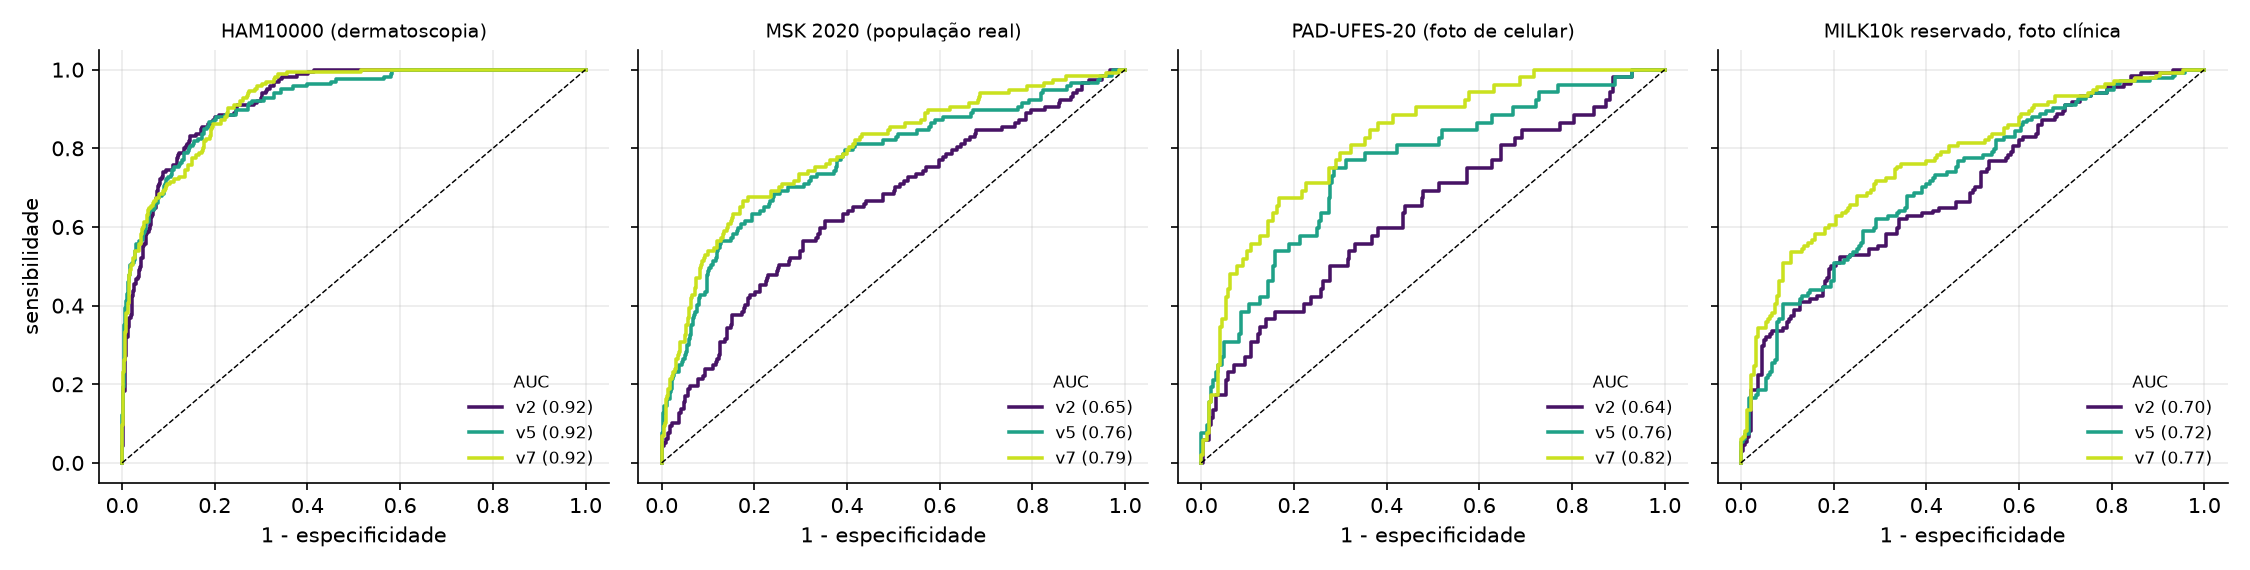 HAM10000 (dermatoscopia)
MSK 2020 (população real)
PAD-UFES-20 (foto de celular)
MILK10k reservado, foto clínica
sensibilidade
1.0
0.8
0.6
0.4
0.2
0.0
AUC
v2 (0.92)
v5 (0.92)
v7 (0.92)
0.0 0.2 0.4 0.6 0.8 1.0
1 - especificidade
AUC
v2 (0.65)
v5 (0.76)
v7 (0.79)
0.0 0.2 0.4 0.6 0.8 1.0
1 - especificidade
AUC
v2 (0.64)
v5 (0.76)
v7 (0.82)
0.0 0.2 0.4 0.6 0.8 1.0
1 - especificidade
AUC
v2 (0.70)
v5 (0.72)
v7 (0.77)
0.0 0.2 0.4 0.6 0.8 1.0
1 - especificidade